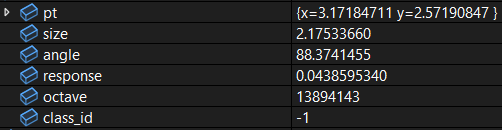 pt {x=3.17184711 y=2.57190847 }
size 2.17533660
angle 88.3741455
response 0.0438595340
octave 13894143
class_id -1